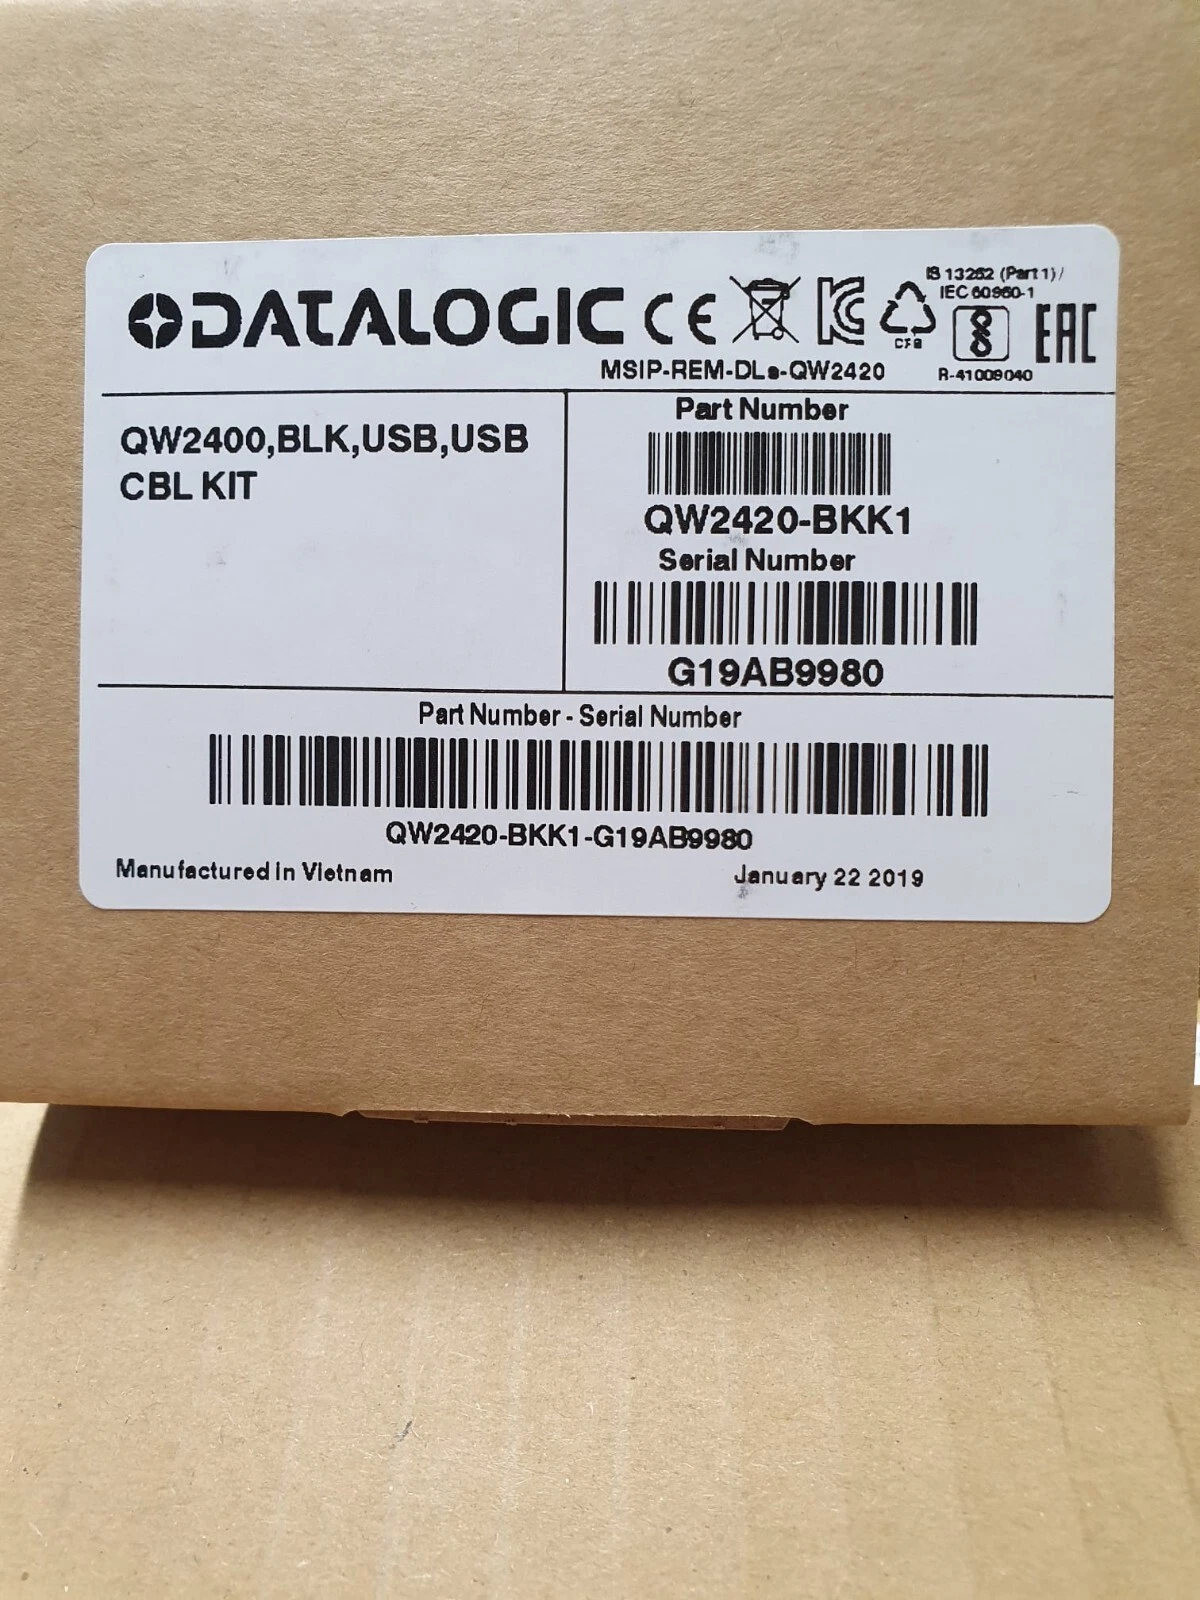 DATALOGIC
IS 13252 (Part 1)/
IEC 60950-1
MSIP-REM-DLs-QW2420
R-41009040
EAC
QW2400,BLK,USB,USB
CBL KIT
Part Number
QW2420-BKK1
Serial Number
G19AB9980
Part Number - Serial Number
QW2420-BKK1-G19AB9980
Manufactured in Vietnam
January 22 2019